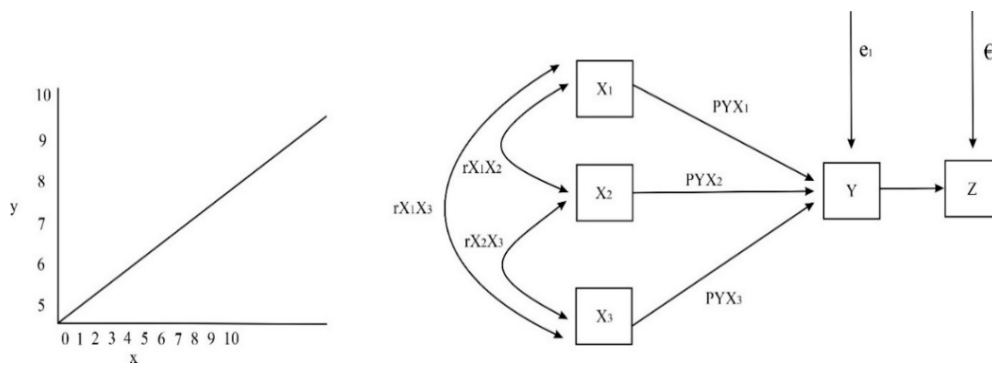 10
9
8
y
7
6
5
0 1 2 3 4 5 6 7 8 9 10
x
e₁
X₁
PYX₁
rX₁X₂
X₂
PYX₂
Y
Z
rX₁X₃
rX₂X₃
PYX₃
X₃